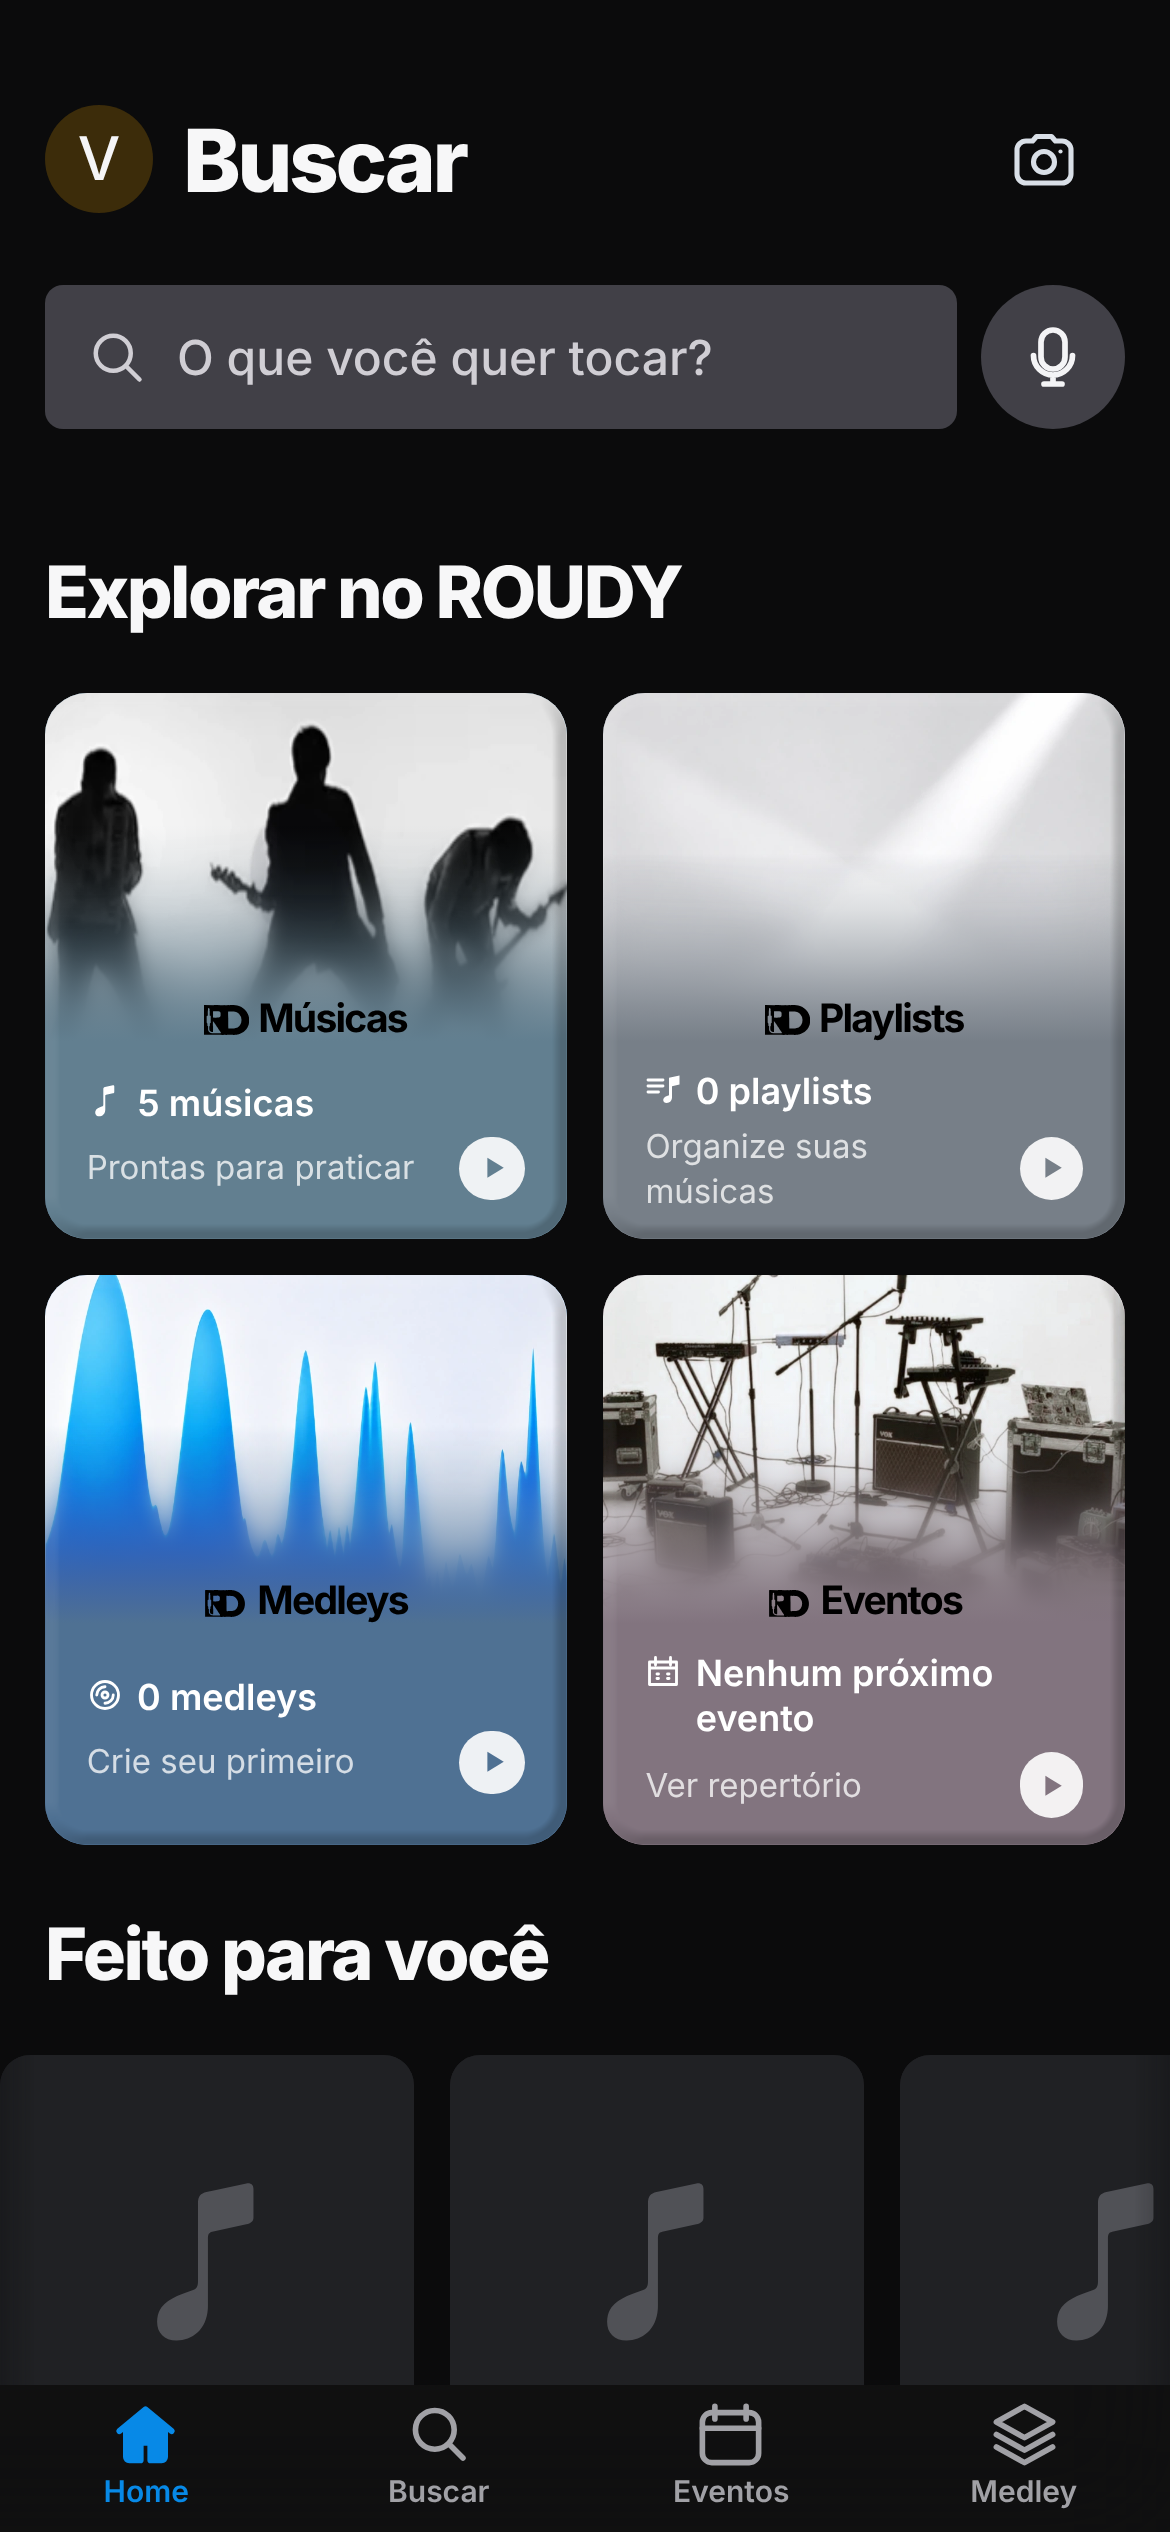 V
Buscar
O que você quer tocar?
Explorar no ROUDY
RD Músicas
5 músicas
Prontas para praticar
RD Playlists
0 playlists
Organize suas
músicas
RD Medleys
0 medleys
Crie seu primeiro
VOX
VOX
RD Eventos
Nenhum próximo
evento
Ver repertório
Feito para você
Home
Buscar
Eventos
Medley